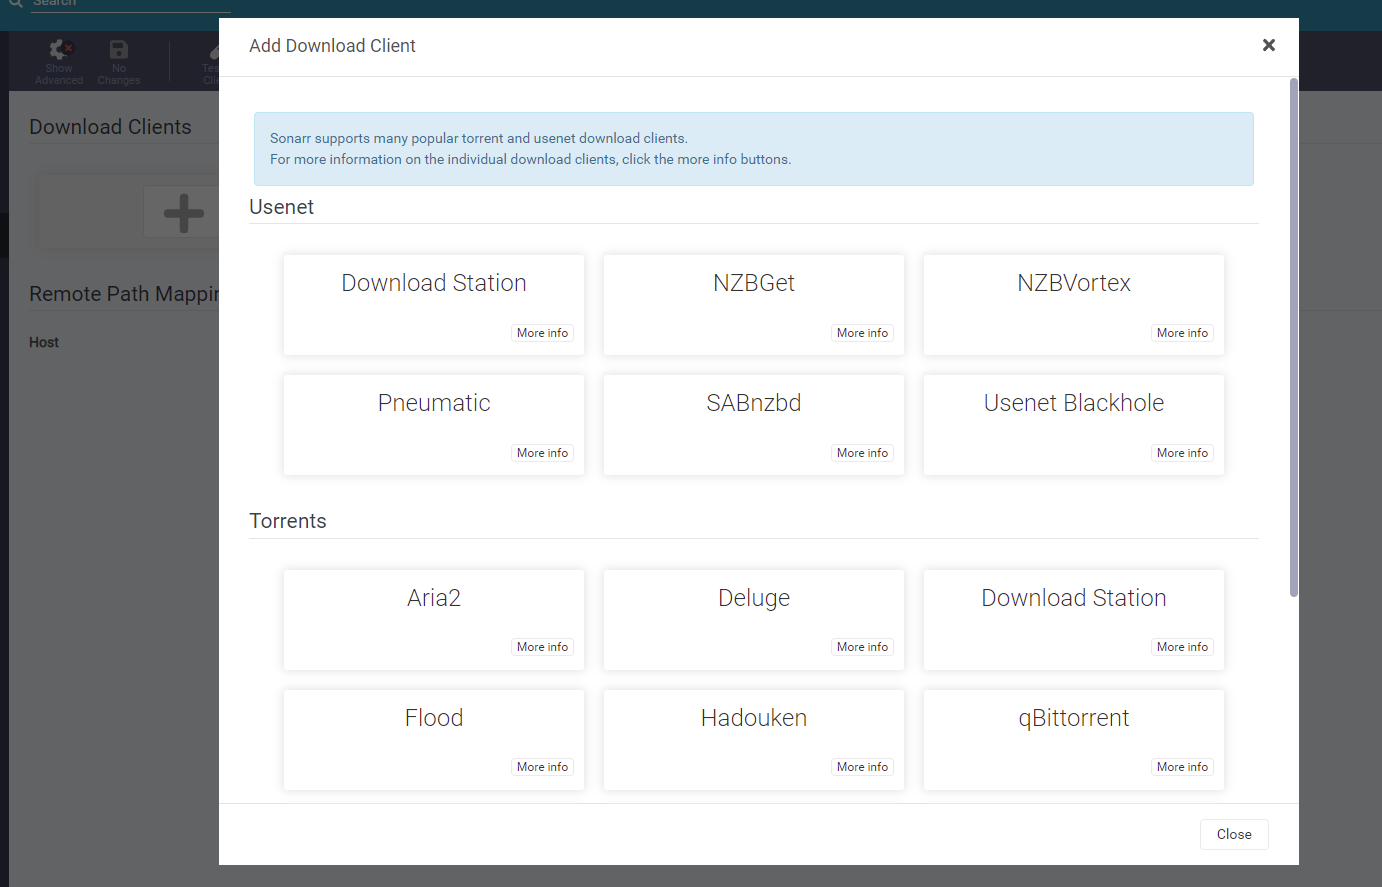 Search
Show
Advanced
No
Changes
Add Download Client
Download Clients
Sonarr supports many popular torrent and usenet download clients.
For more information on the individual download clients, click the more info buttons.
Usenet
Download Station
More info
NZBGet
More info
NZBVortex
More info
Remote Path
Host
Pneumatic
More info
SABnzbd
More info
Usenet Blackhole
More info
Torrents
Aria2
More info
Deluge
More info
Download Station
More info
Flood
More info
Hadouken
More info
qBittorrent
More info
Close